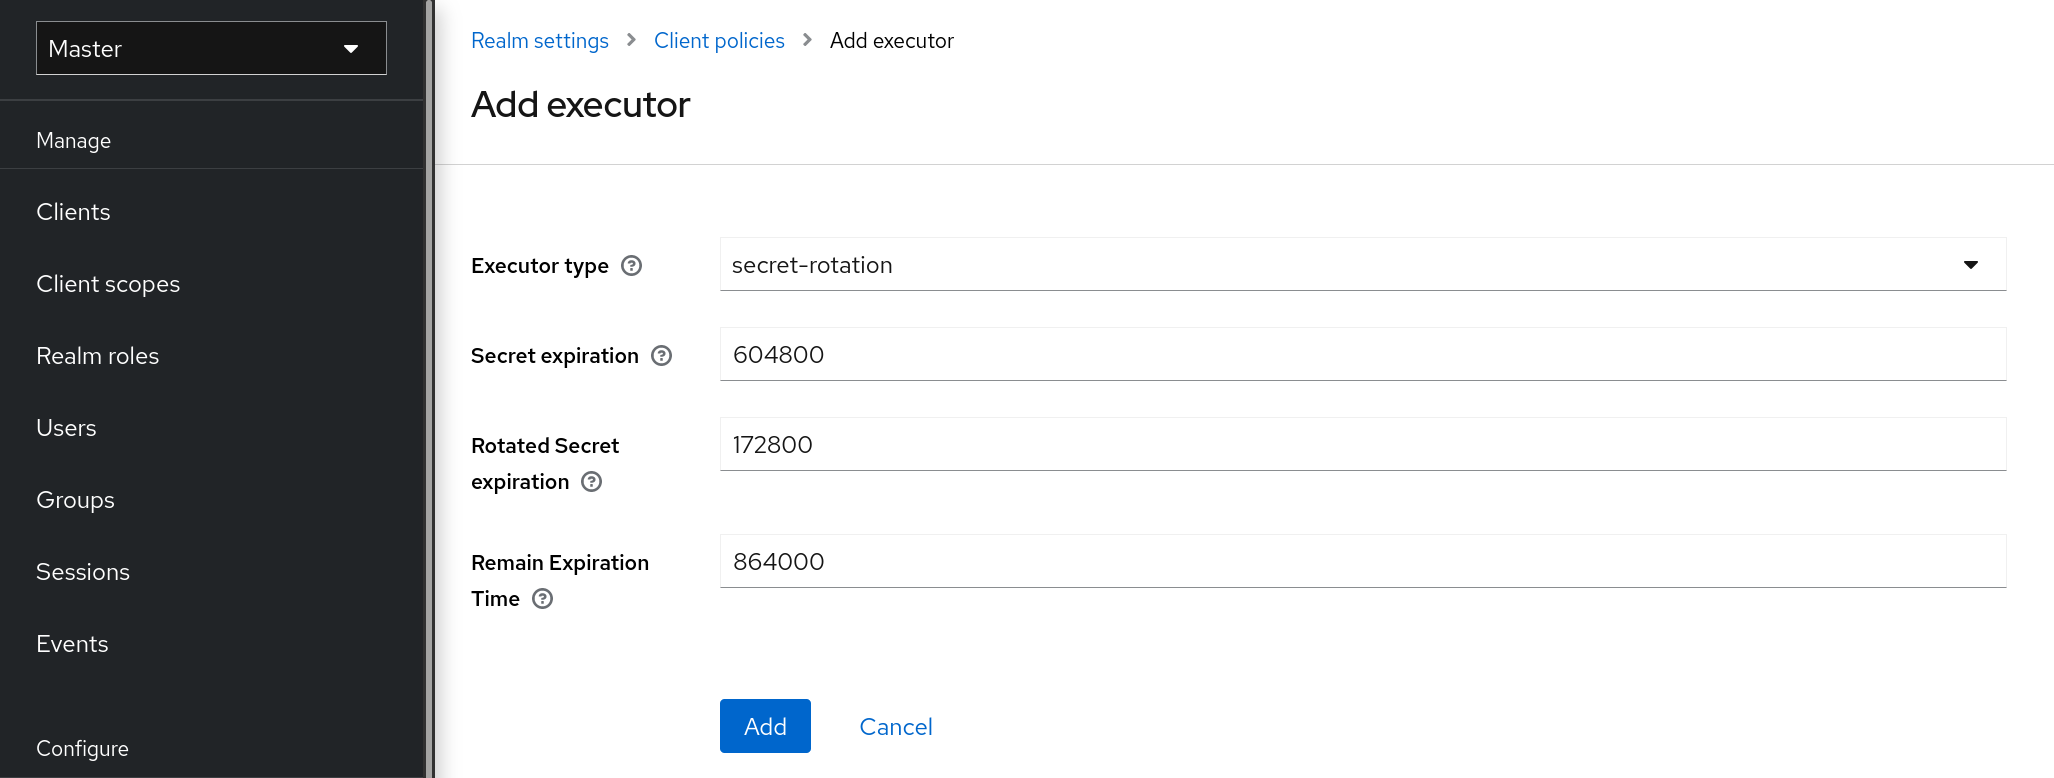 Master
Manage
Clients
Client scopes
Realm roles
Users
Groups
Sessions
Events
Configure
Realm settings > Client policies > Add executor
Add executor
Executor type ? secret-rotation
Secret expiration ? 604800
Rotated Secret expiration ? 172800
Remain Expiration Time ? 864000
Add Cancel